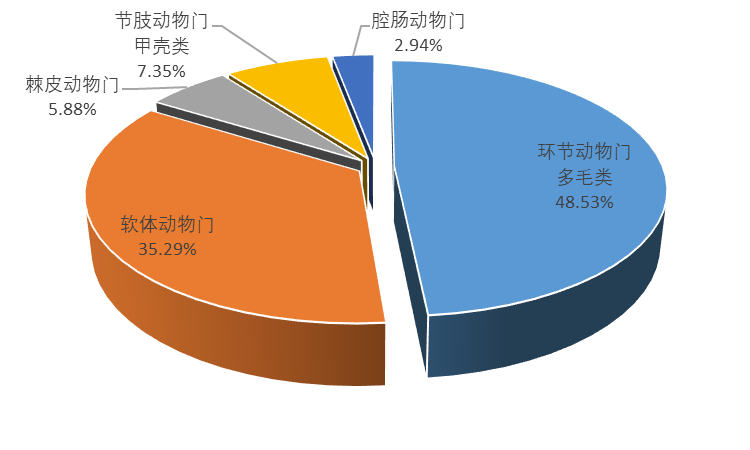 节肢动物门
甲壳类
7.35%
腔肠动物门
2.94%
棘皮动物门
5.88%
环节动物门
多毛类
48.53%
软体动物门
35.29%